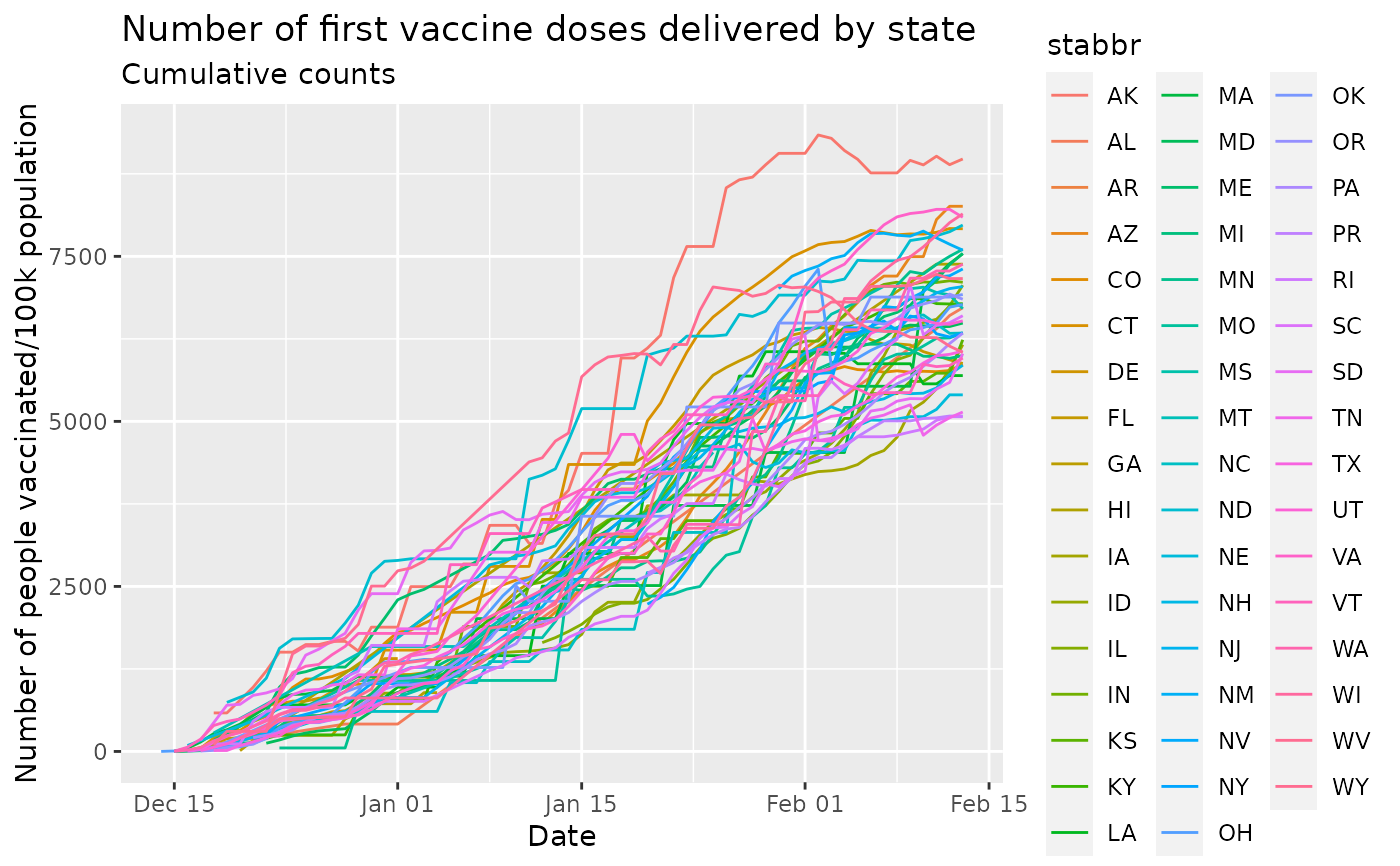 Number of first vaccine doses delivered by state
Cumulative counts
Number of people vaccinated/100k population
7500
5000
2500
0
Dec 15
Jan 01
Jan 15
Feb 01
Feb 15
Date
stabbr
AK
AL
AR
AZ
CO
CT
DE
FL
GA
HI
IA
ID
IL
IN
KS
KY
LA
MA
MD
ME
MI
MN
MO
MS
MT
NC
ND
NE
NH
NJ
NM
NV
NY
OH
OK
OR
PA
PR
RI
SC
SD
TN
TX
UT
VA
VT
WA
WI
WV
WY